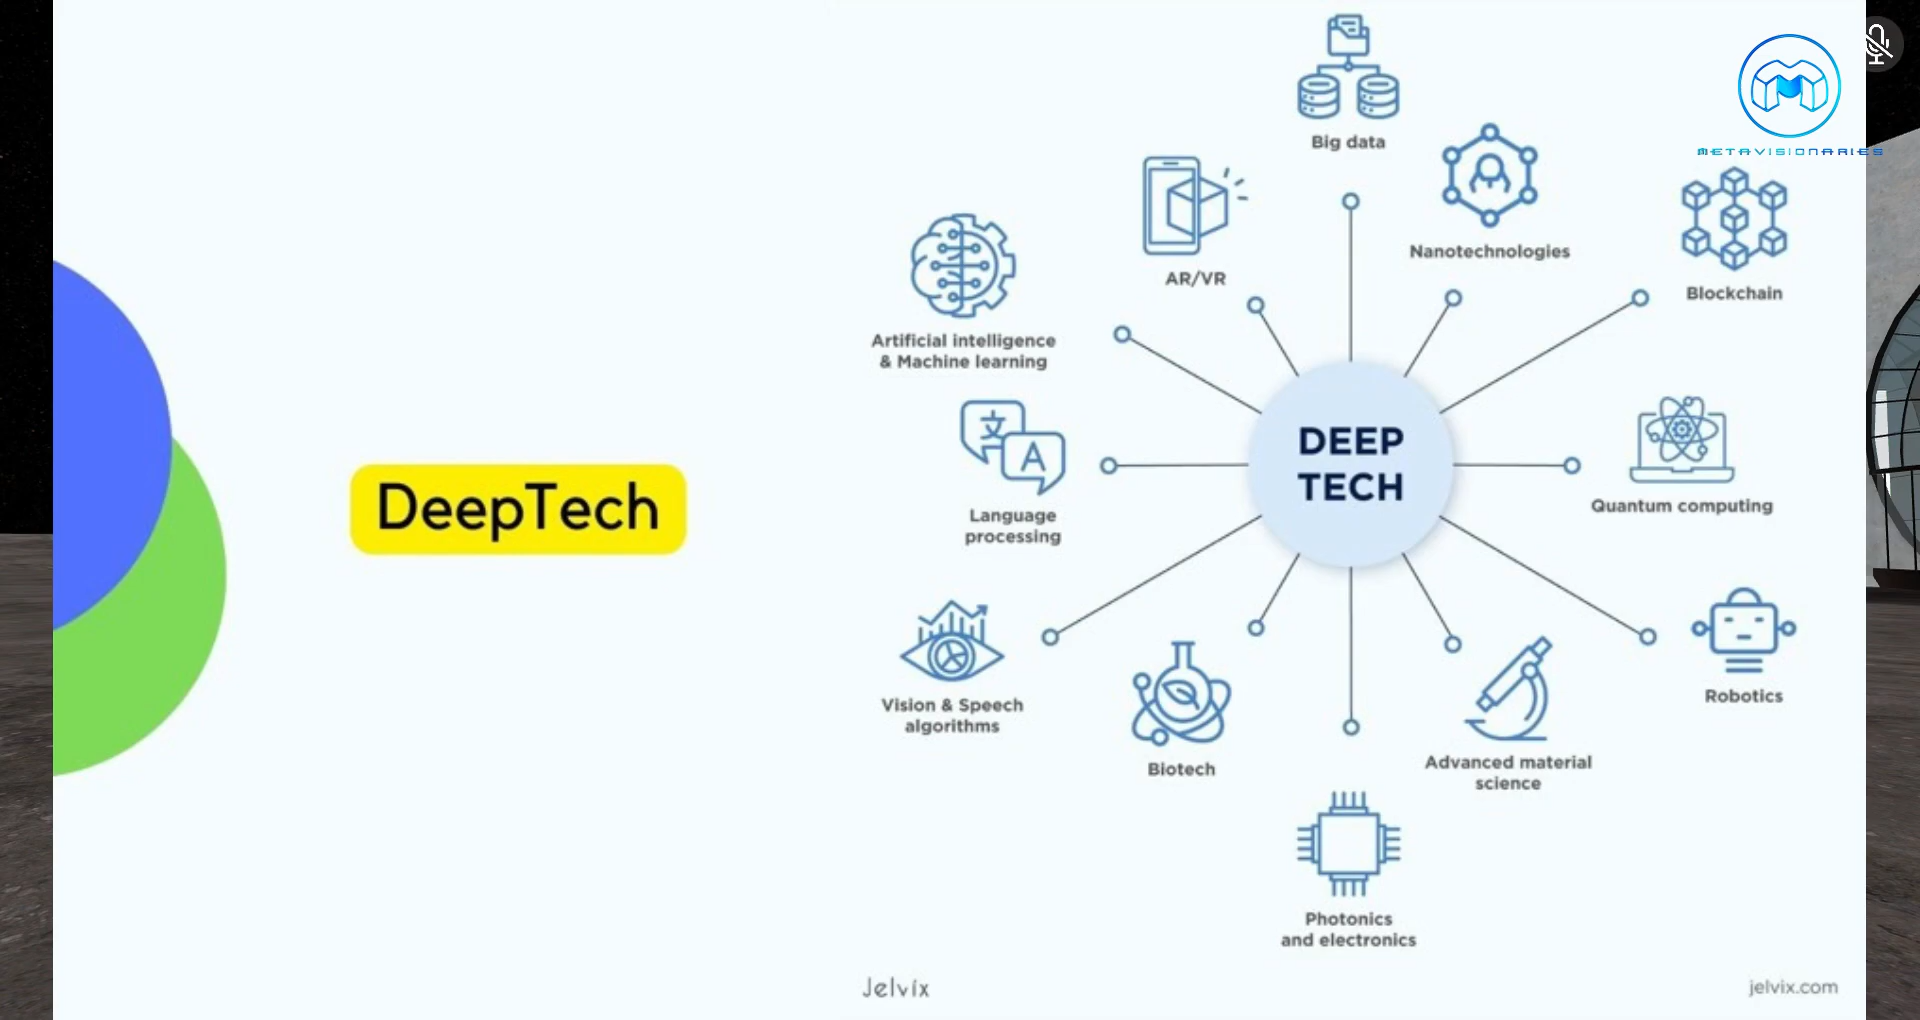 METAVISIONARIES
DeepTech
DEEP
TECH
Big data
Nanotechnologies
Blockchain
AR/VR
Artificial intelligence
& Machine learning
文
A
Language
processing
Quantum computing
Vision & Speech
algorithms
Biotech
Robotics
Advanced material
science
Photonics
and electronics
Jelvix
jelvix.com